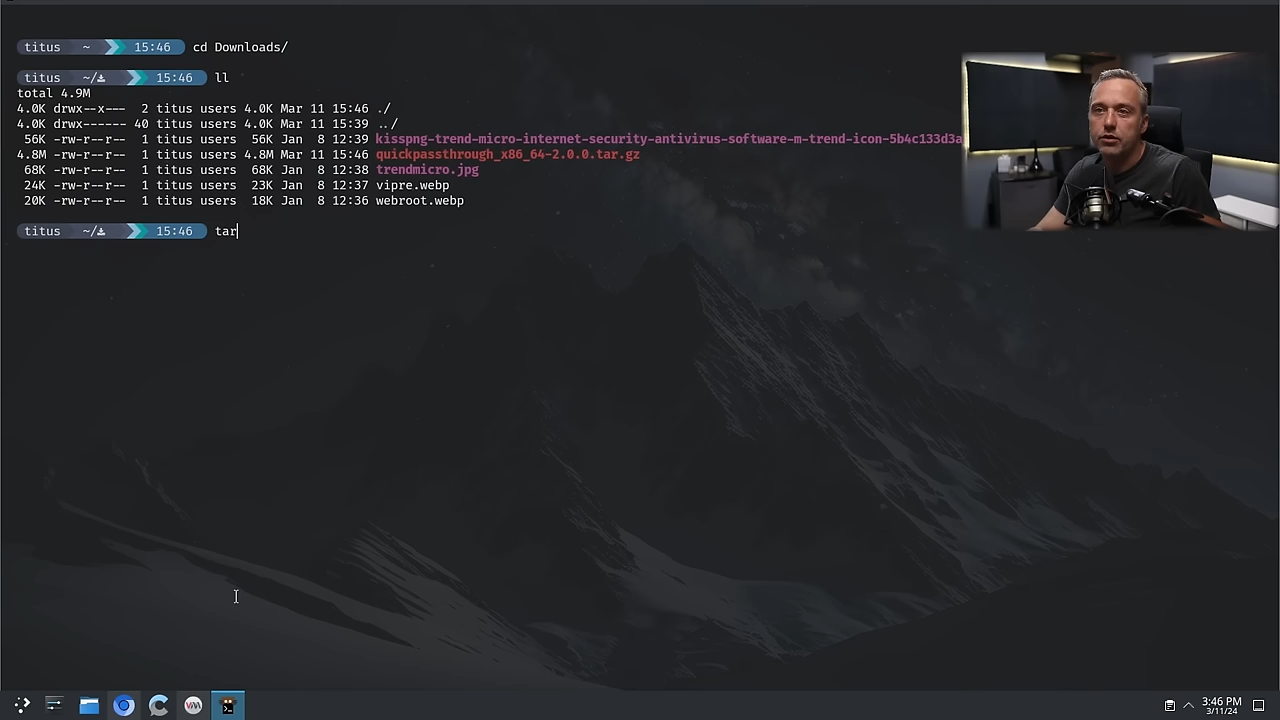 titus ~ 15:46 cd Downloads/
titus ~/ 15:46 ll
total 4.9M
4.0K drwx--x--- 2 titus users 4.0K Mar 11 15:46 ./
4.0K drwx------ 40 titus users 4.0K Mar 11 15:39 ../
56K -rw-r--r-- 1 titus users 56K Jan 8 12:39 kisspng-trend-micro-internet-security-antivirus-software-m-trend-icon-5b4c133d3a
4.8M -rw-r--r-- 1 titus users 4.8M Mar 11 15:46 quickpassthrough_x86_64-2.0.0.tar.gz
68K -rw-r--r-- 1 titus users 68K Jan 8 12:38 trendmicro.jpg
24K -rw-r--r-- 1 titus users 23K Jan 8 12:37 vipre.webp
20K -rw-r--r-- 1 titus users 18K Jan 8 12:36 webroot.webp
titus ~/ 15:46 tar
3:46 PM
3/11/24